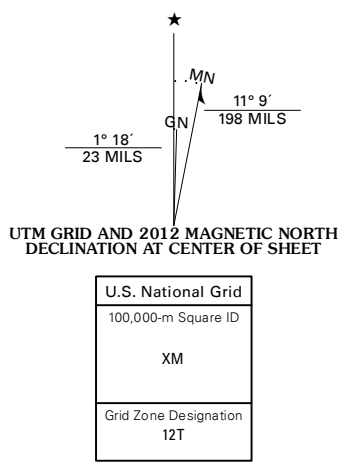 ★
MN
11° 9´
198 MILS
GN
1° 18´
23 MILS
UTM GRID AND 2012 MAGNETIC NORTH
DECLINATION AT CENTER OF SHEET
U.S. National Grid
100,000-m Square ID
XM
Grid Zone Designation
12T